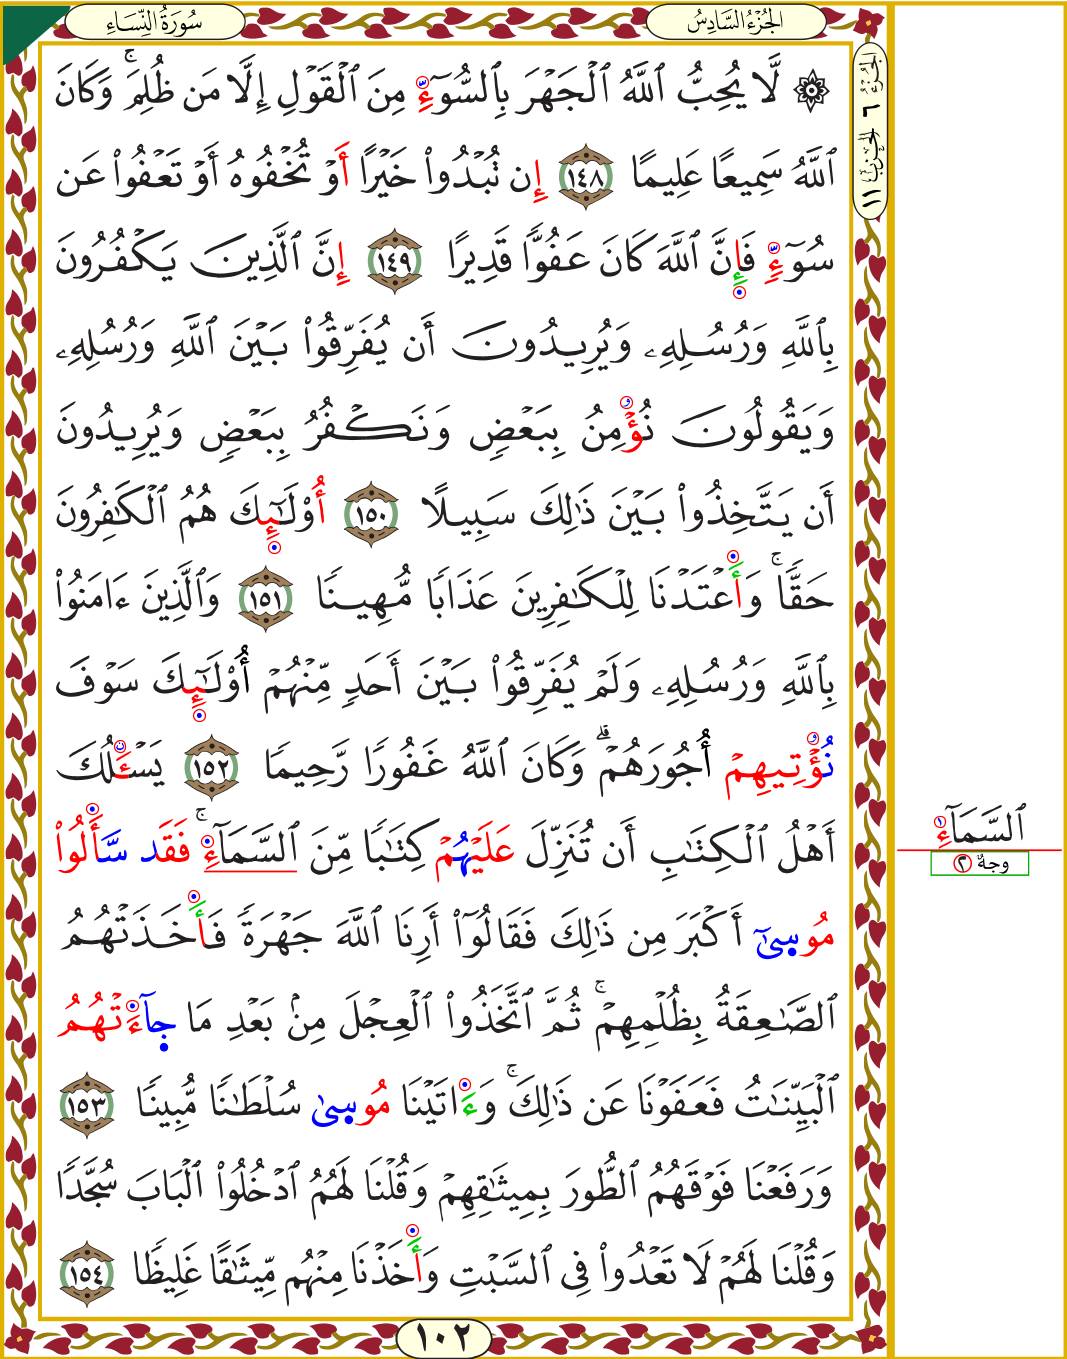 سُورَةُ النِّسَاءِ
الجُزْءُ السَّادِسُ
الجزء ٦ الحزب ١١
۞ لَّا يُحِبُّ ٱللَّهُ ٱلۡجَهۡرَ بِٱلسُّوٓءِ مِنَ ٱلۡقَوۡلِ إِلَّا مَن ظُلِمَۚ وَكَانَ
ٱللَّهُ سَمِيعًا عَلِيمًا ١٤٨ إِن تُبۡدُواْ خَيۡرًا أَوۡ تُخۡفُوهُ أَوۡ تَعۡفُواْ عَن
سُوٓءٖ فَإِنَّ ٱللَّهَ كَانَ عَفُوّٗا قَدِيرًا ١٤٩ إِنَّ ٱلَّذِينَ يَكۡفُرُونَ
بِٱللَّهِ وَرُسُلِهِۦ وَيُرِيدُونَ أَن يُفَرِّقُواْ بَيۡنَ ٱللَّهِ وَرُسُلِهِۦ
وَيَقُولُونَ نُؤۡمِنُ بِبَعۡضٖ وَنَكۡفُرُ بِبَعۡضٖ وَيُرِيدُونَ
أَن يَتَّخِذُواْ بَيۡنَ ذَٰلِكَ سَبِيلًا ١٥٠ أُوْلَٰٓئِكَ هُمُ ٱلۡكَٰفِرُونَ
حَقّٗاۚ وَأَعۡتَدۡنَا لِلۡكَٰفِرِينَ عَذَابٗا مُّهِينٗا ١٥١ وَٱلَّذِينَ ءَامَنُواْ
بِٱللَّهِ وَرُسُلِهِۦ وَلَمۡ يُفَرِّقُواْ بَيۡنَ أَحَدٖ مِّنۡهُمۡ أُوْلَٰٓئِكَ سَوۡفَ
نُؤۡتِيهِمۡ أُجُورَهُمۡۗ وَكَانَ ٱللَّهُ غَفُورٗا رَّحِيمٗا ١٥٢ يَسۡـَٔلُكَ
أَهۡلُ ٱلۡكِتَٰبِ أَن تُنَزِّلَ عَلَيۡهُمۡ كِتَٰبٗا مِّنَ ٱلسَّمَآءِۚ فَقَد سَّأَلُواْ
مُوسِىٰٓ أَكۡبَرَ مِن ذَٰلِكَ فَقَالُوٓاْ أَرِنَا ٱللَّهَ جَهۡرَةٗ فَأَخَذَتۡهُمُ
ٱلصَّٰعِقَةُ بِظُلۡمِهِمۡۚ ثُمَّ ٱتَّخَذُواْ ٱلۡعِجۡلَ مِنۢ بَعۡدِ مَا جَآءَتۡهُمُ
ٱلۡبَيِّنَٰتُ فَعَفَوۡنَا عَن ذَٰلِكَۚ وَءَاتَيۡنَا مُوسِىٰ سُلۡطَٰنٗا مُّبِينٗا ١٥٣
وَرَفَعۡنَا فَوۡقَهُمُ ٱلطُّورَ بِمِيثَٰقِهِمۡ وَقُلۡنَا لَهُمُ ٱدۡخُلُواْ ٱلۡبَابَ سُجَّدٗا
وَقُلۡنَا لَهُمۡ لَا تَعۡدُواْ فِي ٱلسَّبۡتِ وَأَخَذۡنَا مِنۡهُم مِّيثَٰقًا غَلِيظٗا ١٥٤
ٱلسَّمَآءِ
وجهٌ ٢
١٠٢